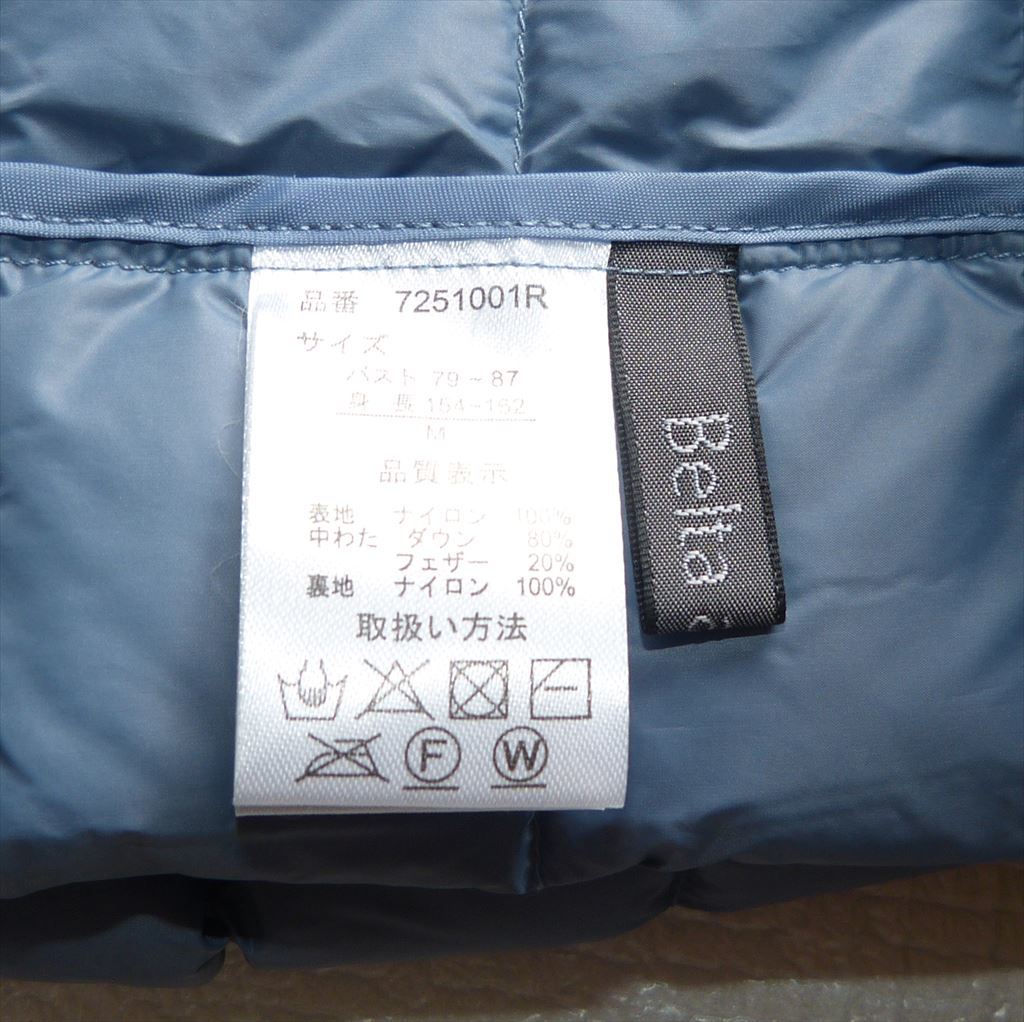 品番 7251001R
サイズ
バスト 79~87
身長 154~162
M
品質表示
表地 ナイロン 100%
中わた ダウン 80%
フェザー 20%
裏地 ナイロン 100%
取扱い方法
F W
Belta